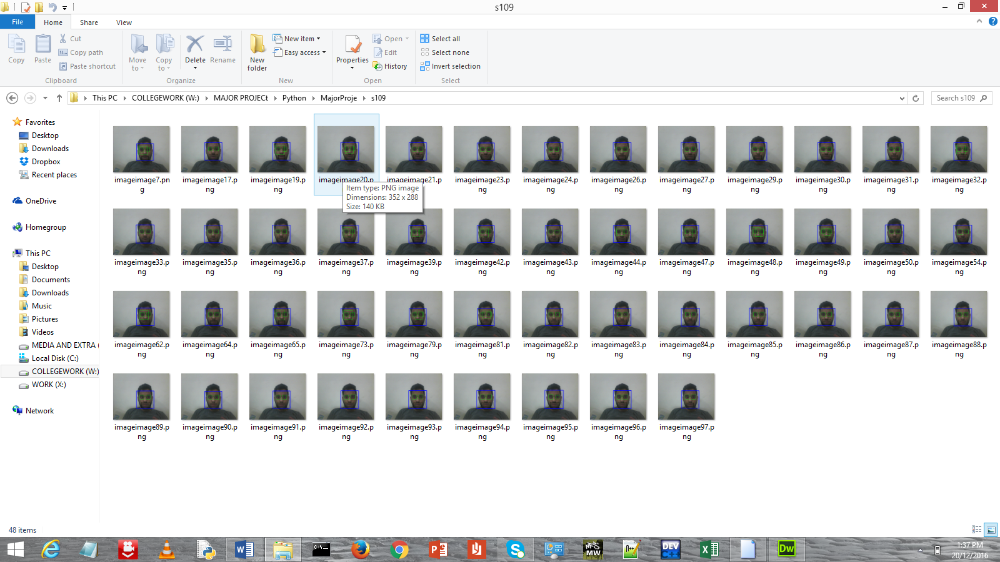 s109
File Home Share View
Copy Paste Cut Copy path Paste shortcut Move to Copy to Delete Rename New folder New item Easy access Properties Open Edit History Select all Select none Invert selection
Clipboard Organize New Open Select
This PC COLLEGEWORK (W:) MAJOR PROJECt Python MajorProje s109 Search s109
Favorites
Desktop
Downloads
Dropbox
Recent places
OneDrive
Homegroup
This PC
Desktop
Documents
Downloads
Music
Pictures
Videos
MEDIA AND EXTRA (
Local Disk (C:)
COLLEGEWORK (W:)
WORK (X:)
Network
imageimage7.png imageimage17.png imageimage19.png imageimage20.p imageimage21.png imageimage23.png imageimage24.png imageimage26.png imageimage27.png imageimage29.png imageimage30.png imageimage31.png imageimage32.png
Item type: PNG image
Dimensions: 352 x 288
Size: 140 KB
imageimage33.png imageimage35.png imageimage36.png imageimage37.png imageimage39.png imageimage42.png imageimage43.png imageimage44.png imageimage47.png imageimage48.png imageimage49.png imageimage50.png imageimage54.png
imageimage62.png imageimage64.png imageimage65.png imageimage73.png imageimage79.png imageimage81.png imageimage82.png imageimage83.png imageimage84.png imageimage85.png imageimage86.png imageimage87.png imageimage88.png
imageimage89.png imageimage90.png imageimage91.png imageimage92.png imageimage93.png imageimage94.png imageimage95.png imageimage96.png imageimage97.png
48 items
NFS MW
DEV C++
Dw
1:37 PM
20/12/2016